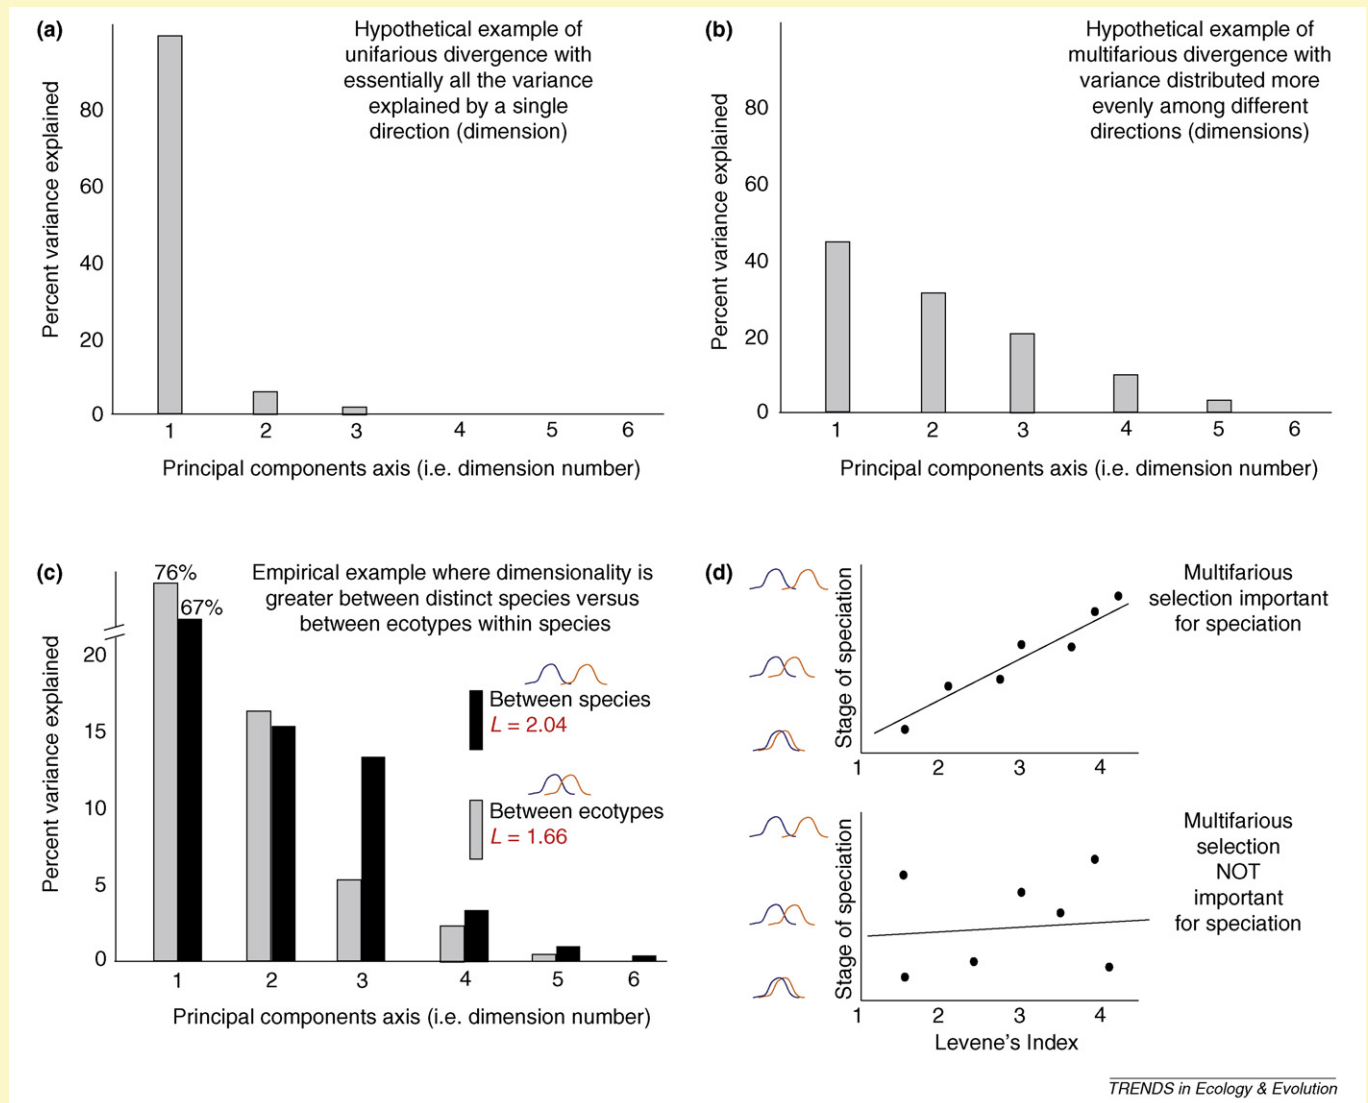 (a)
Hypothetical example of
unifarious divergence with
essentially all the variance
explained by a single
direction (dimension)
Percent variance explained
80
60
40
20
0
1 2 3 4 5 6
Principal components axis (i.e. dimension number)
(b)
Hypothetical example of
multifarious divergence with
variance distributed more
evenly among different
directions (dimensions)
Percent variance explained
80
60
40
20
0
1 2 3 4 5 6
Principal components axis (i.e. dimension number)
(c)
76%
67%
Empirical example where dimensionality is
greater between distinct species versus
between ecotypes within species
Percent variance explained
20
15
10
5
0
Between species
L = 2.04
Between ecotypes
L = 1.66
1 2 3 4 5 6
Principal components axis (i.e. dimension number)
(d)
Stage of speciation
Multifarious
selection important
for speciation
1 2 3 4
Stage of speciation
Multifarious
selection
NOT
important
for speciation
1 2 3 4
Levene's Index
TRENDS in Ecology & Evolution